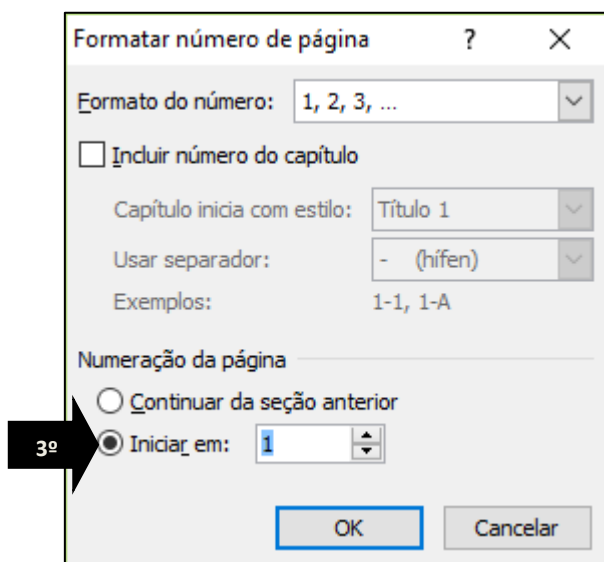 Formatar número de página ? ×
Formato do número: 1, 2, 3, ...
Incluir número do capítulo
Capítulo inicia com estilo: Título 1
Usar separador: - (hífen)
Exemplos: 1-1, 1-A
Numeração da página
Continuar da seção anterior
3º Iniciar em: 1
OK Cancelar